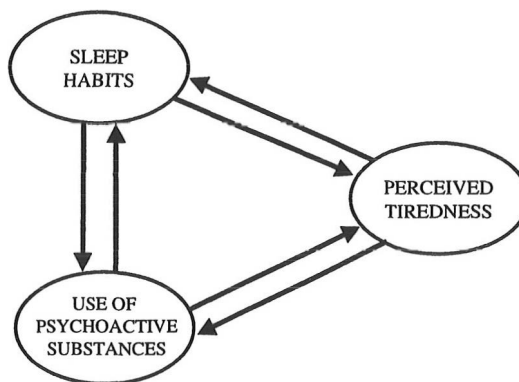 SLEEP
HABITS
PERCEIVED
TIREDNESS
USE OF
PSYCHOACTIVE
SUBSTANCES